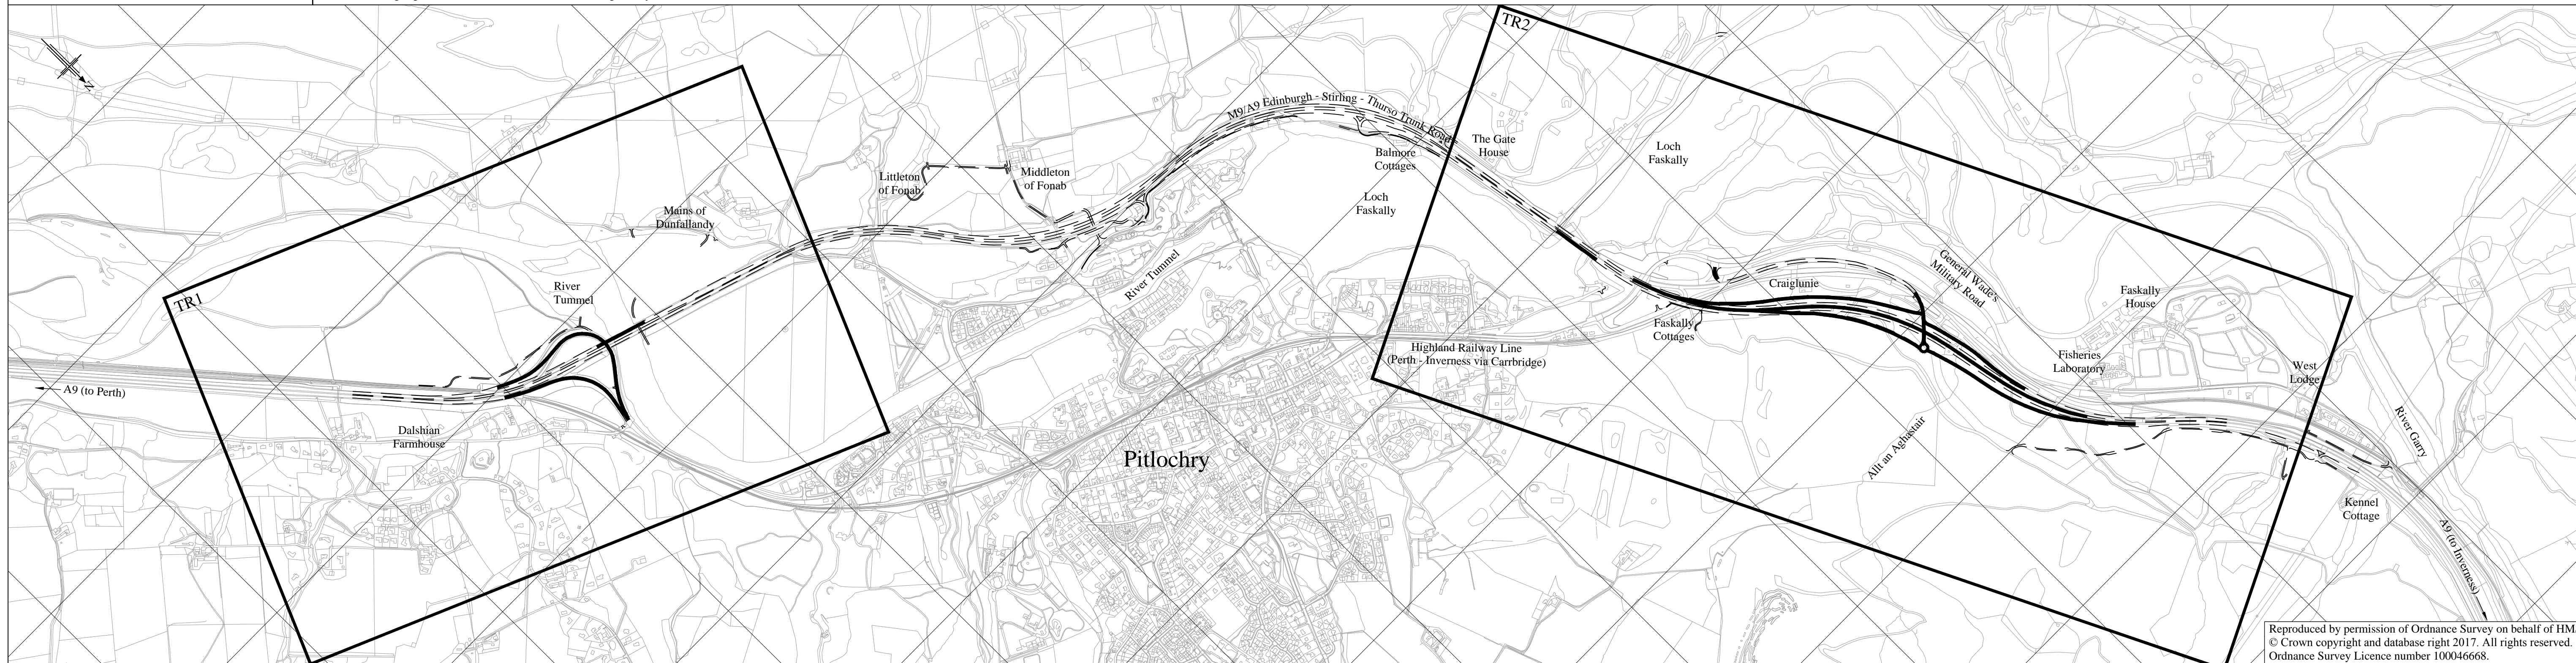 TR2
N
M9/A9 Edinburgh - Stirling - Thurso Trunk Road
The Gate
House
Loch
Faskally
Balmore
Cottages
Littleton
of Fonab
Middleton
of Fonab
Loch
Faskally
Mains of
Dunfallandy
General Wade's
Military Road
River Tummel
Craiglunie
Faskally
House
River
Tummel
TR1
Faskally
Cottages
Highland Railway Line
(Perth - Inverness via Carrbridge)
Fisheries
Laboratory
West
Lodge
A9 (to Perth)
River Garry
Dalshian
Farmhouse
Allt an Aghastair
Pitlochry
Kennel
Cottage
A9 (to Inverness)
Reproduced by permission of Ordnance Survey on behalf of HM
© Crown copyright and database right 2017. All rights reserved.
Ordnance Survey Licence number 100046668.